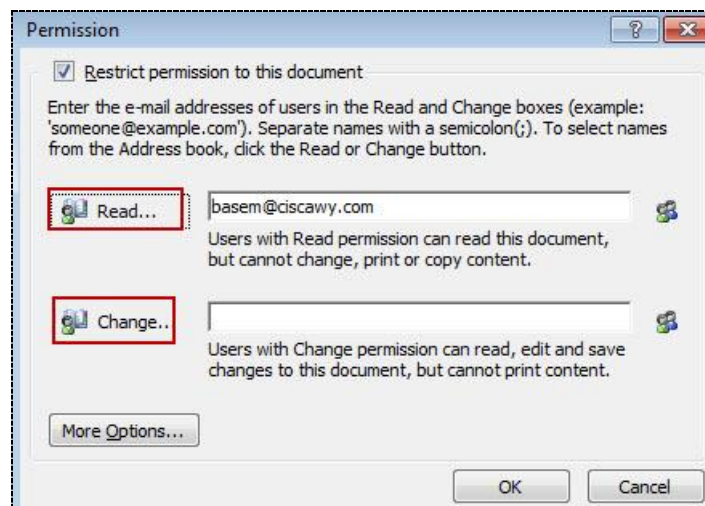 Permission
Restrict permission to this document
Enter the e-mail addresses of users in the Read and Change boxes (example:
'someone@example.com'). Separate names with a semicolon(;). To select names
from the Address book, click the Read or Change button.
Read...
basem@ciscawy.com
Users with Read permission can read this document,
but cannot change, print or copy content.
Change..
Users with Change permission can read, edit and save
changes to this document, but cannot print content.
More Options...
OK
Cancel